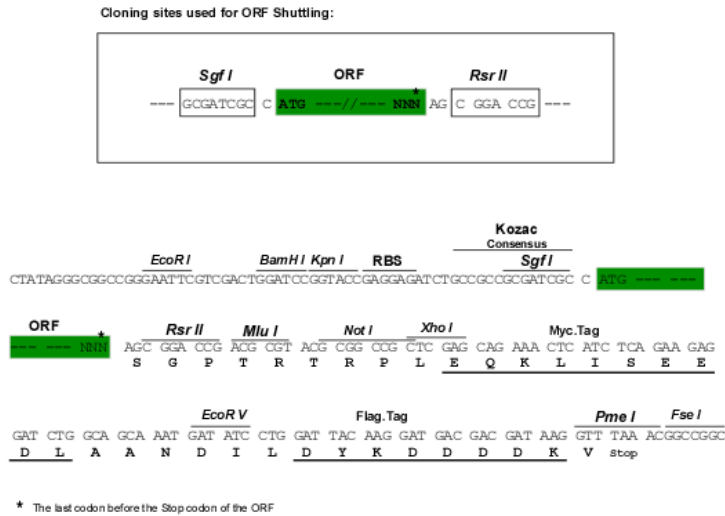 Cloning sites used for ORF Shuttling:
Sgf I ORF Rsr II
*
--- GCGATCGC C ATG ---//--- NNN AG C GGA CCG ---
Kozac
Consensus
EcoR I BamH I Kpn I RBS Sgf I
CTATAGGGCGGCCGGGAATTCGTCGACTGGATCCGGTACCGAGGAGATCTGCCGCCGCGATCGC C ATG --- ---
ORF * Rsr II Mlu I Not I Xho I Myc.Tag
--- --- NNN AGC GGA CCG ACG CGT ACG CGG CCG CTC GAG CAG AAA CTC ATC TCA GAA GAG
S G P T R T R P L E Q K L I S E E
EcoR V Flag.Tag Pme I Fse I
GAT CTG GCA GCA AAT GAT ATC CTG GAT TAC AAG GAT GAC GAC GAT AAG GTT TAA ACGGCCGGC
D L A A N D I L D Y K D D D D K V Stop
* The last codon before the Stop codon of the ORF